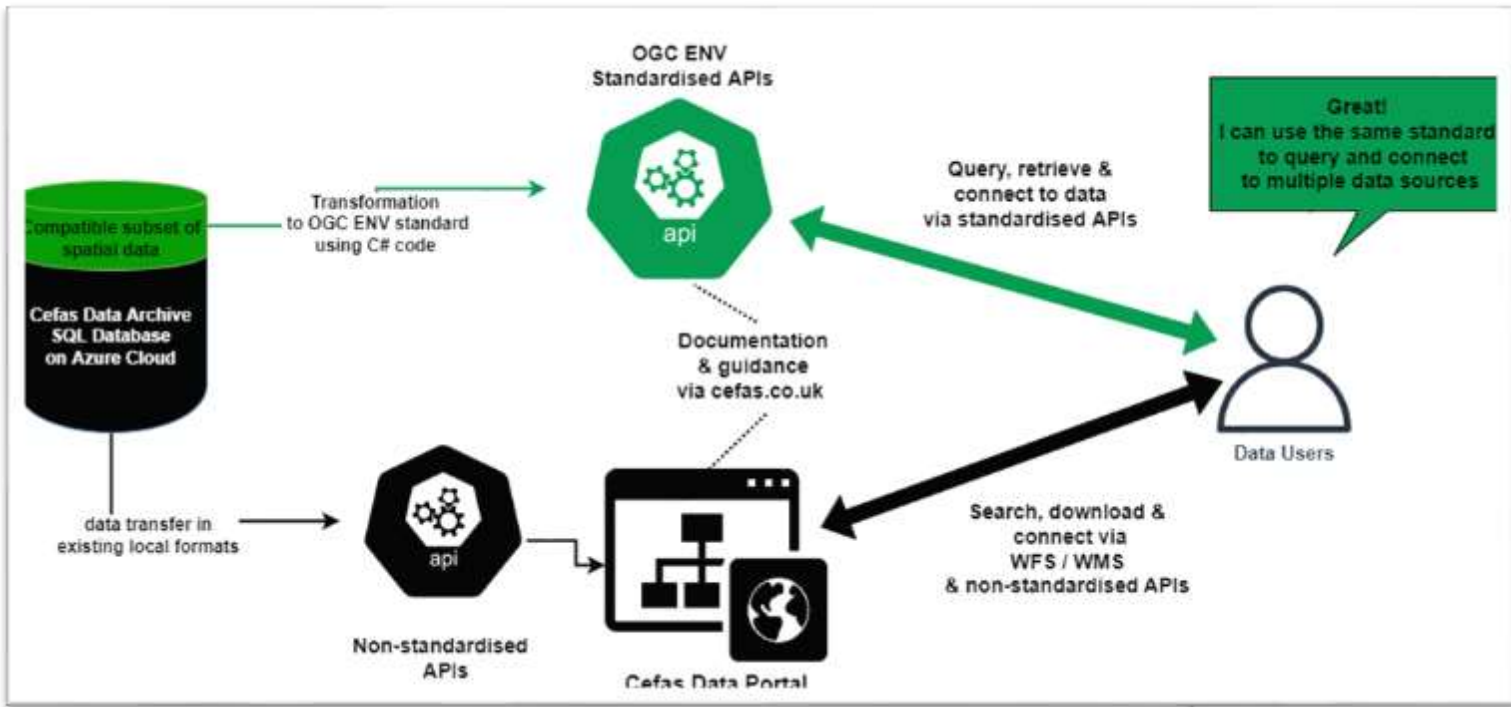 OGC ENV
Standardised APIs
api
Great!
I can use the same standard
to query and connect
to multiple data sources
Query, retrieve &
connect to data
via standardised APIs
Compatible subset of
spatial data
Transformation
to OGC ENV standard
using C# code
Cefas Data Archive
SQL Database
on Azure Cloud
Documentation
& guidance
via cefas.co.uk
Data Users
data transfer in
existing local formats
api
Search, download &
connect via
WFS / WMS
& non-standardised APIs
Non-standardised
APIs
Cefas Data Portal